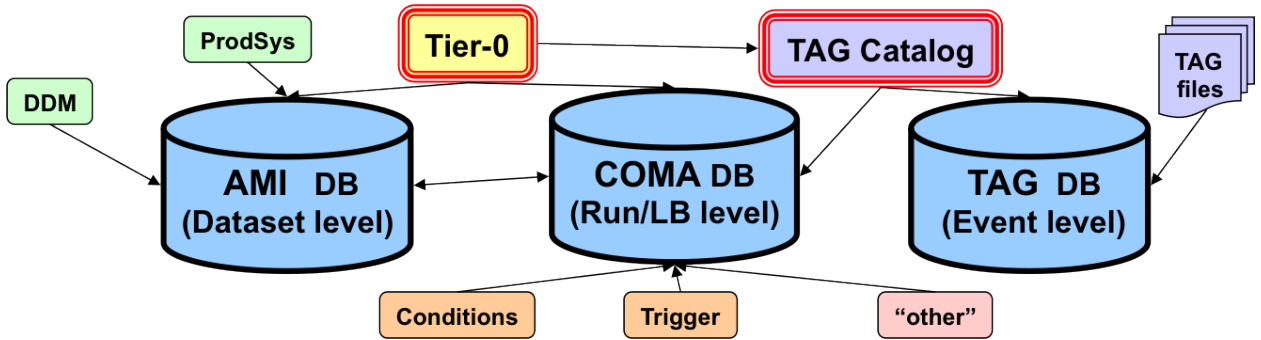 ProdSys
Tier-0
TAG Catalog
TAG
files
DDM
AMI DB
(Dataset level)
COMA DB
(Run/LB level)
TAG DB
(Event level)
Conditions
Trigger
“other”